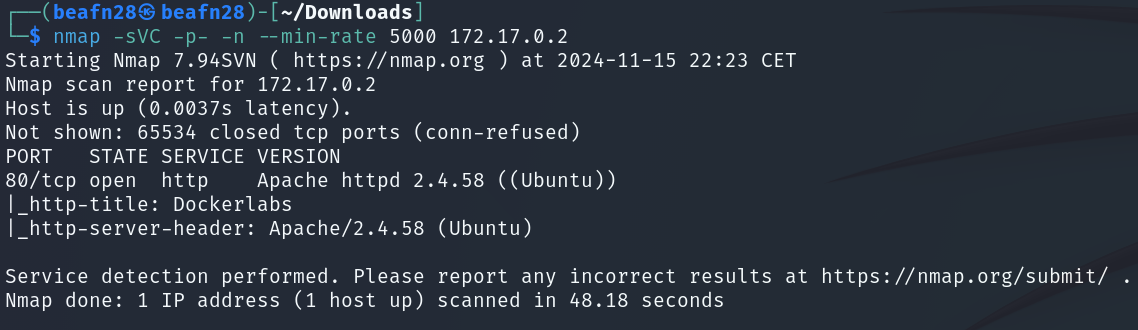 ┌──(beafn28㉿beafn28)-[~/Downloads]
└─$ nmap -sVC -p- -n --min-rate 5000 172.17.0.2
Starting Nmap 7.94SVN ( https://nmap.org ) at 2024-11-15 22:23 CET
Nmap scan report for 172.17.0.2
Host is up (0.0037s latency).
Not shown: 65534 closed tcp ports (conn-refused)
PORT   STATE SERVICE VERSION
80/tcp open  http    Apache httpd 2.4.58 ((Ubuntu))
|_http-title: Dockerlabs
|_http-server-header: Apache/2.4.58 (Ubuntu)

Service detection performed. Please report any incorrect results at https://nmap.org/submit/ .
Nmap done: 1 IP address (1 host up) scanned in 48.18 seconds